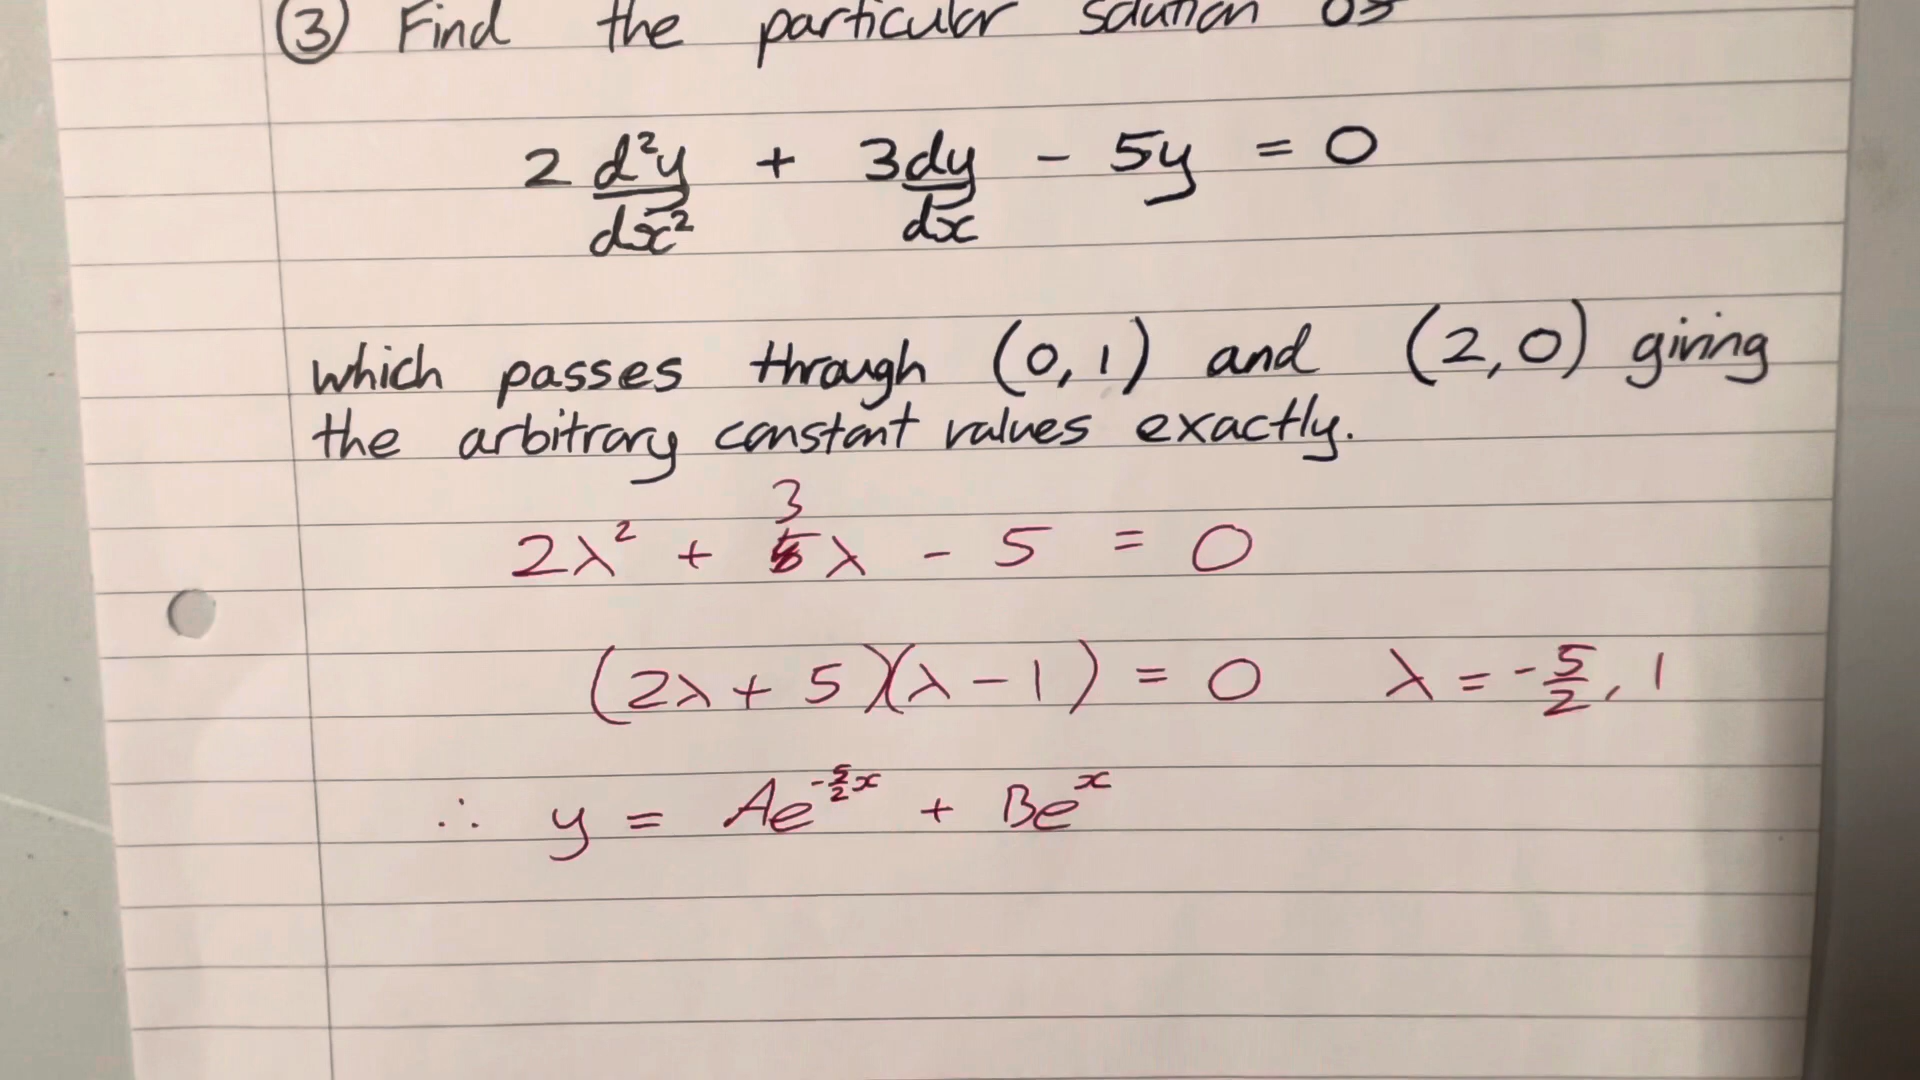 ③ Find the particular solution of
2 d²y/dx² + 3dy/dx - 5y = 0
which passes through (0,1) and (2,0) giving
the arbitrary constant values exactly.
3
2λ² + 5λ - 5 = 0
(2λ + 5)(λ - 1) = 0 λ = -5/2, 1
∴ y = Ae^(-5/2 x) + Be^x